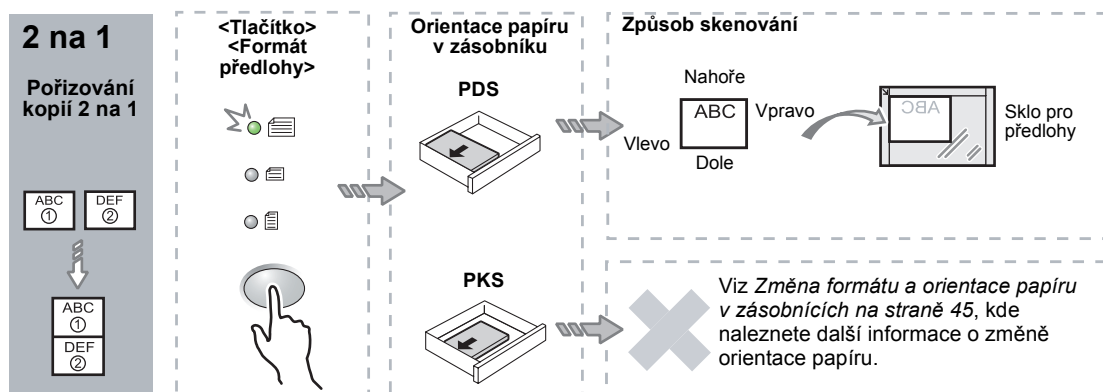 2 na 1
Pořizování
kopií 2 na 1
ABC
①
DEF
②
ABC
①
DEF
②
<Tlačítko>
<Formát
předlohy>
Orientace papíru
v zásobníku
PDS
PKS
Způsob skenování
Nahoře
ABC
Vpravo
Vlevo
Dole
ABC
Sklo pro
předlohy
Viz Změna formátu a orientace papíru
v zásobnících na straně 45, kde
naleznete další informace o změně
orientace papíru.